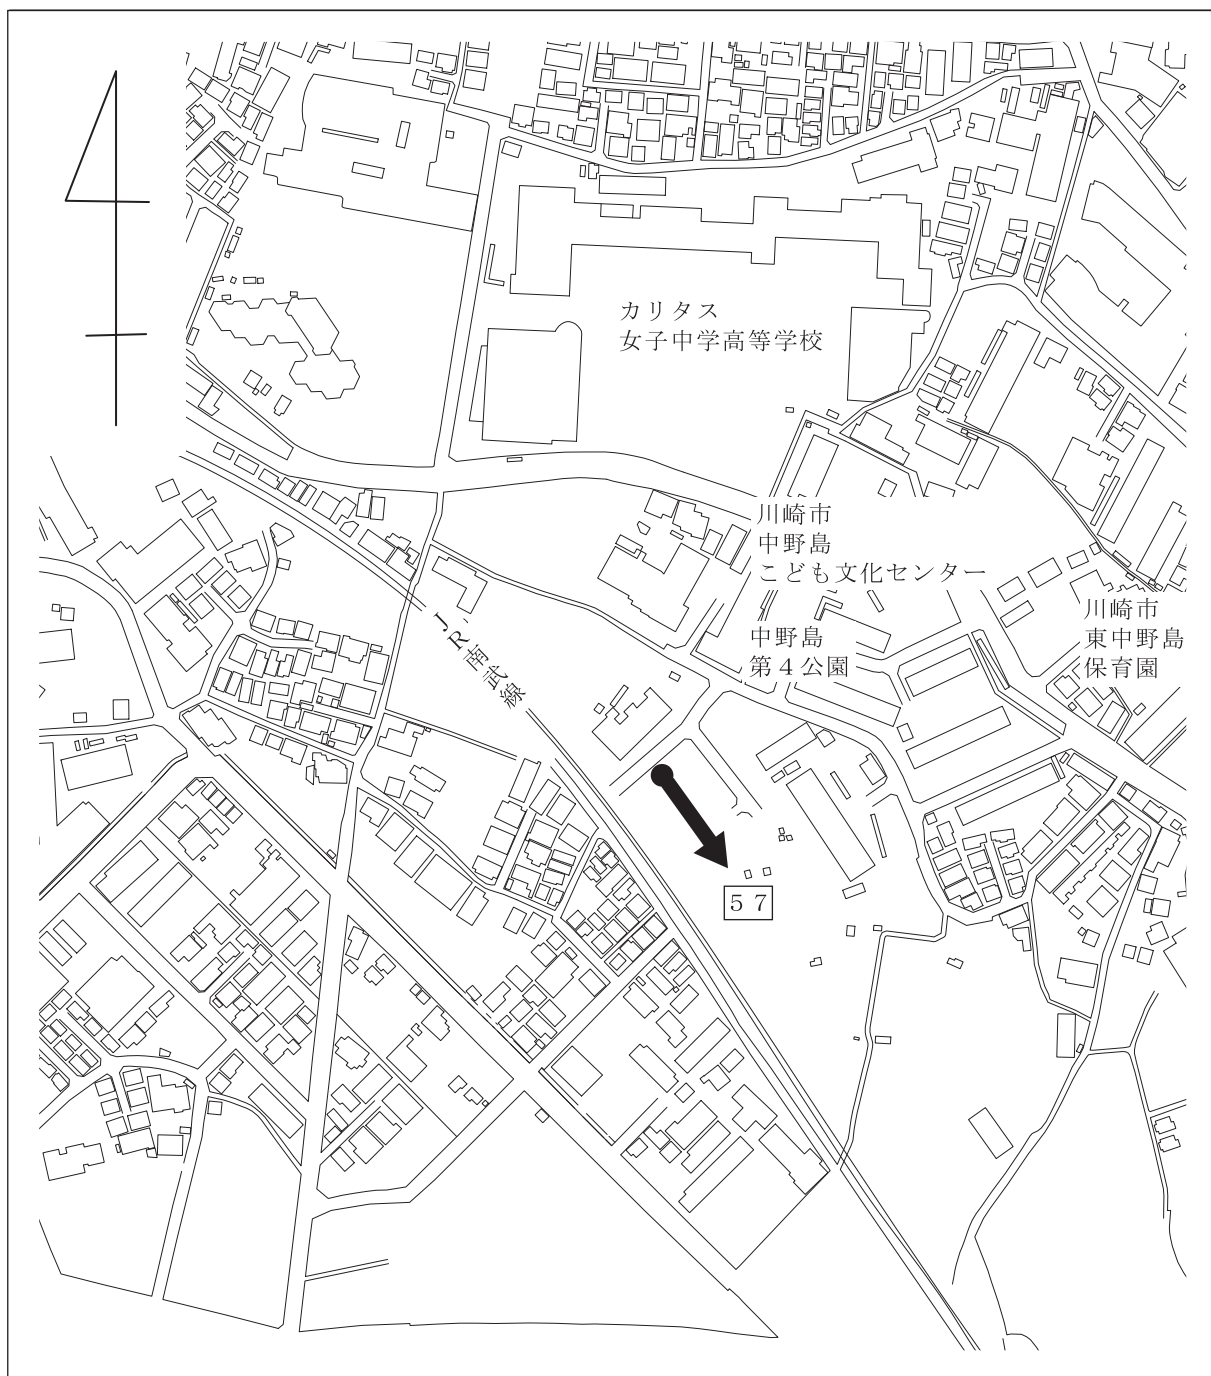 カリタス
女子中学高等学校
川崎市
中野島
こども文化センター
川崎市
東中野島
保育園
中野島
第４公園
ＪＲ南武線
５７